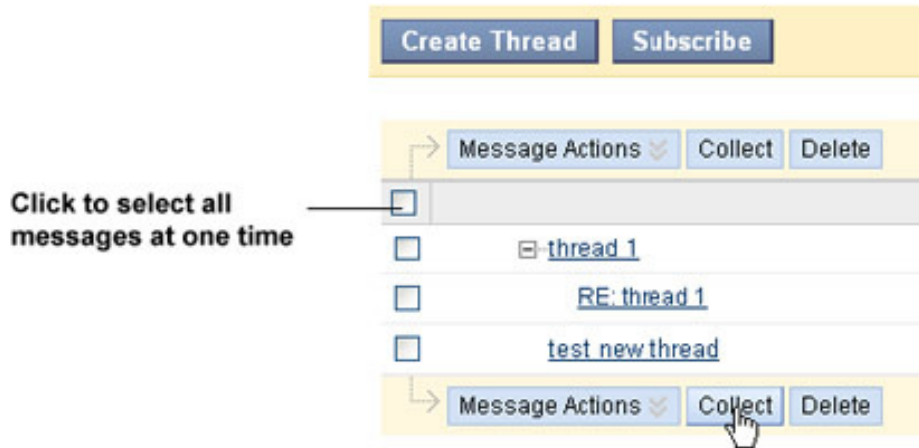 Create Thread Subscribe
Message Actions Collect Delete
Click to select all
messages at one time
thread 1
RE: thread 1
test new thread
Message Actions Collect Delete